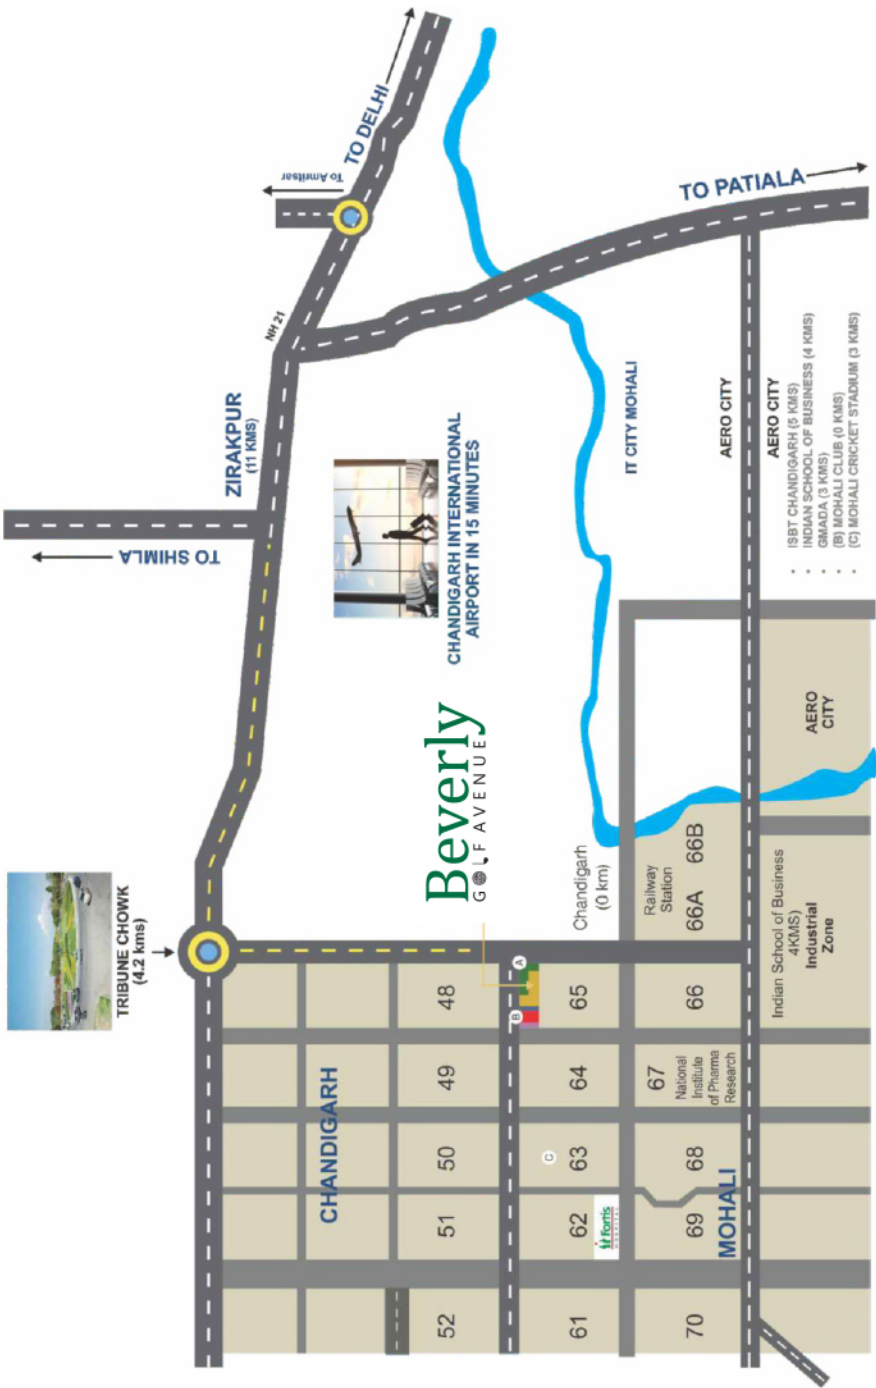 TRIBUNE CHOWK
(4.2 kms)
TO SHIMLA
ZIRAKPUR
(11 KMS)
NH 21
To Amritsar
TO DELHI
CHANDIGARH
CHANDIGARH INTERNATIONAL
AIRPORT IN 15 MINUTES
Beverly
GOLF AVENUE
TO PATIALA
52
51
50
49
48
B
A
C
61
62
63
64
65
Chandigarh
(0 km)
IT CITY MOHALI
Fortis
HOSPITAL
67
National
Institute
of Pharma
Research
Railway
Station
70
69
68
66
66A
66B
MOHALI
AERO CITY
AERO CITY
Indian School of Business
4KMS)
Industrial
Zone
AERO
CITY
· ISBT CHANDIGARH (5 KMS)
· INDIAN SCHOOL OF BUSINESS (4 KMS)
· GMADA (3 KMS)
· (B) MOHALI CLUB (0 KMS)
· (C) MOHALI CRICKET STADIUM (3 KMS)